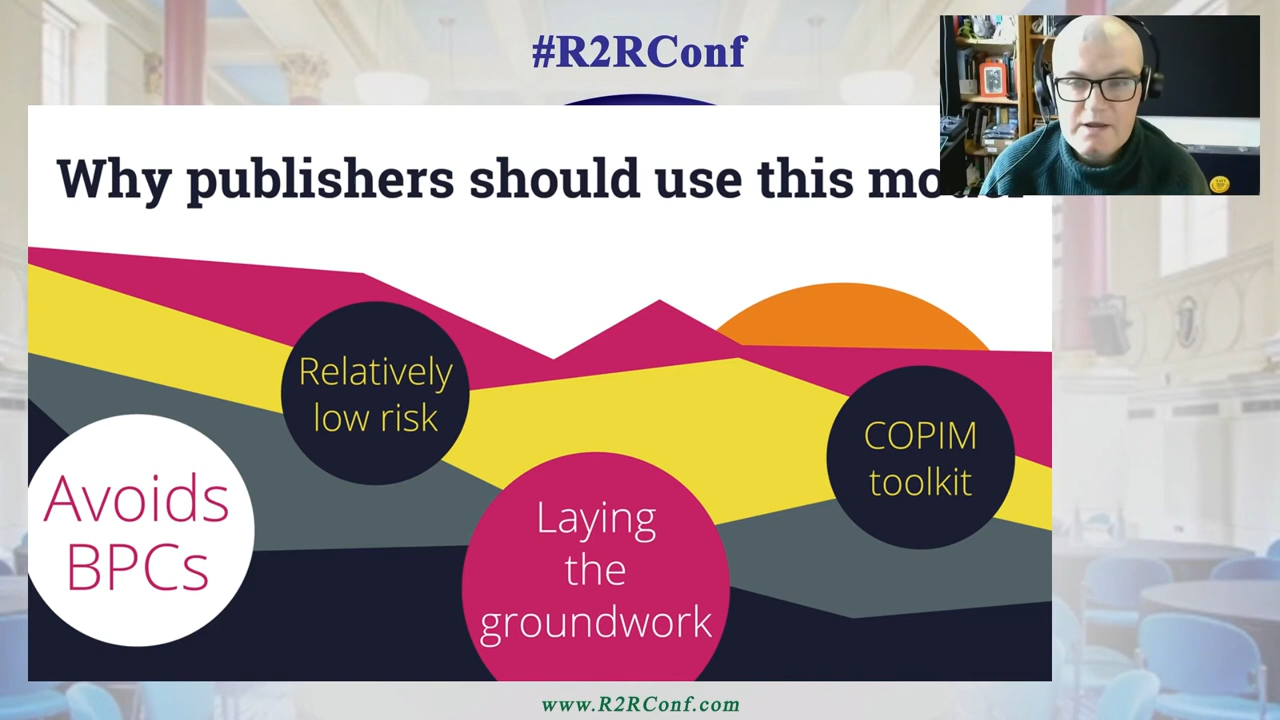 #R2RConf
Why publishers should use this
Relatively
low risk
COPIM
toolkit
Avoids
BPCs
Laying
the
groundwork
www.R2RConf.com